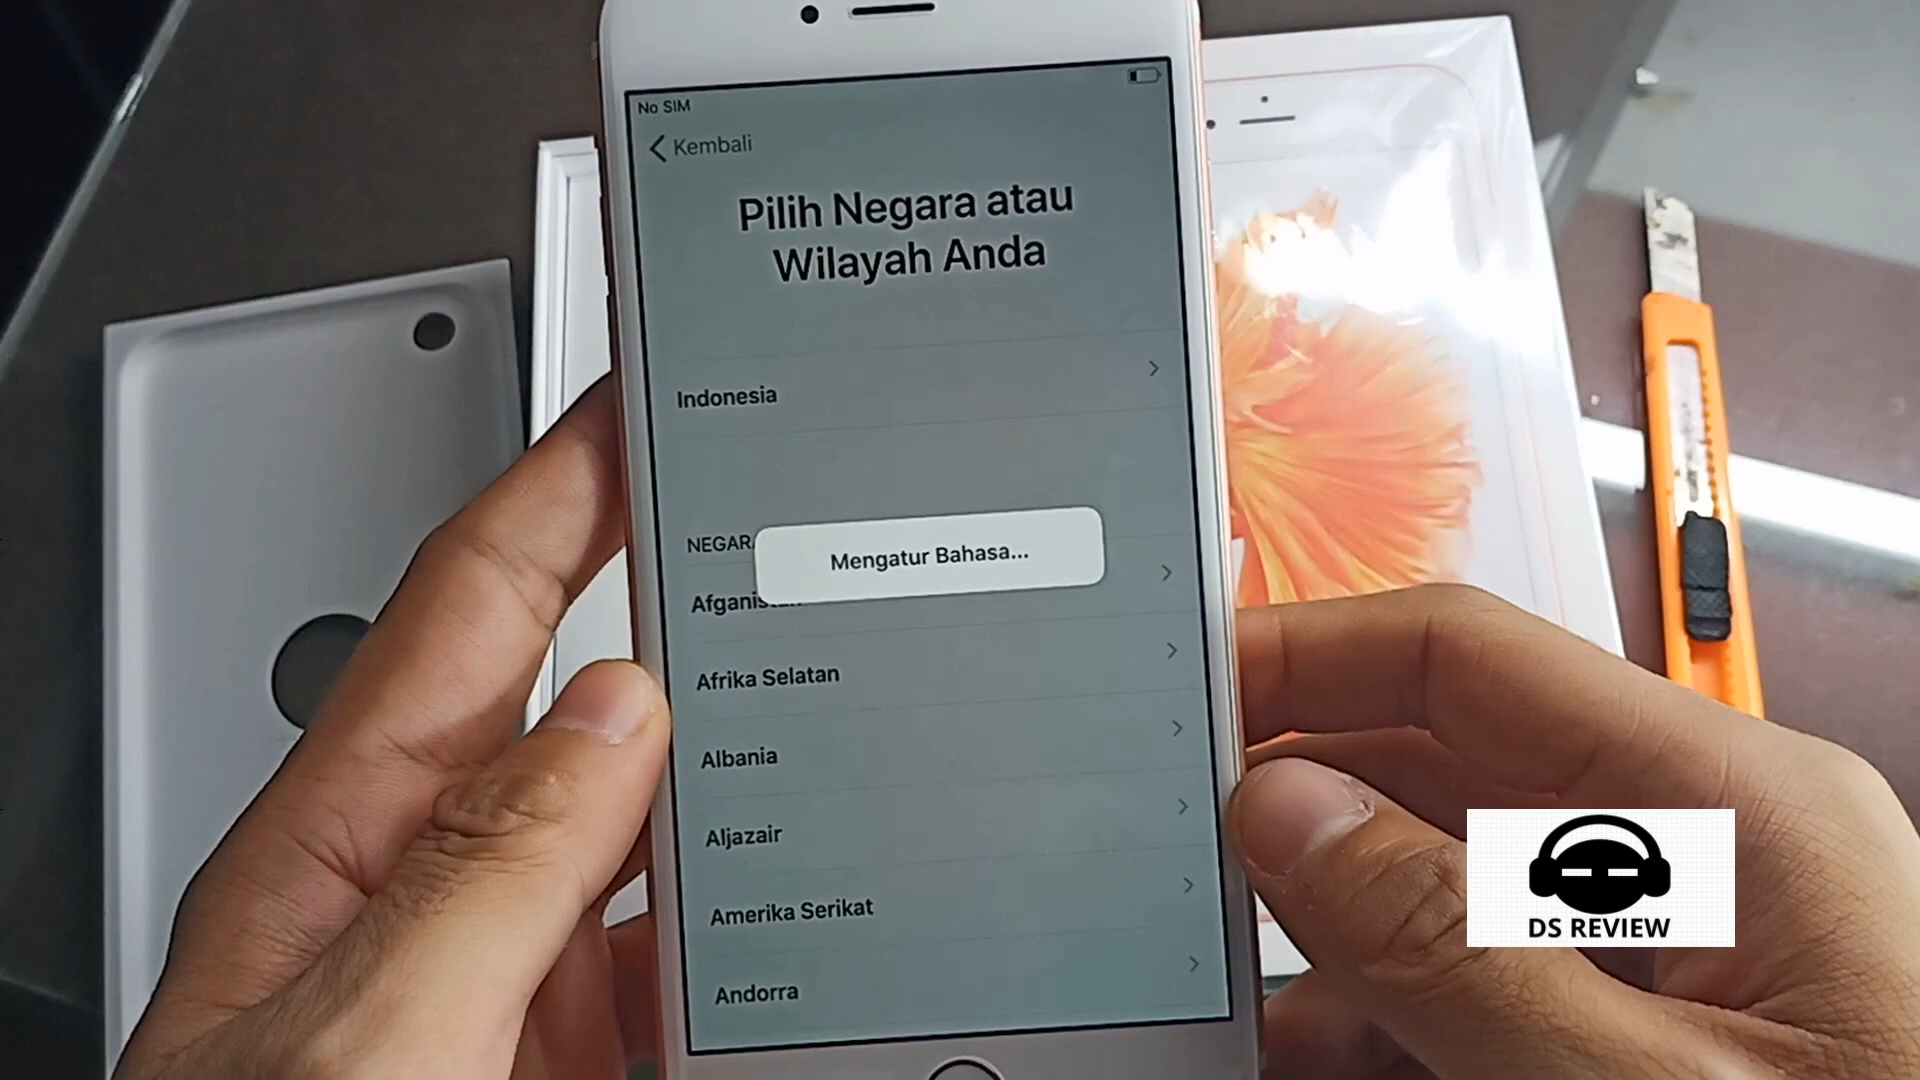 No SIM
Kembali
Pilih Negara atau
Wilayah Anda
Indonesia
Mengatur Bahasa...
Afrika Selatan
Albania
Aljazair
Amerika Serikat
Andorra
DS REVIEW